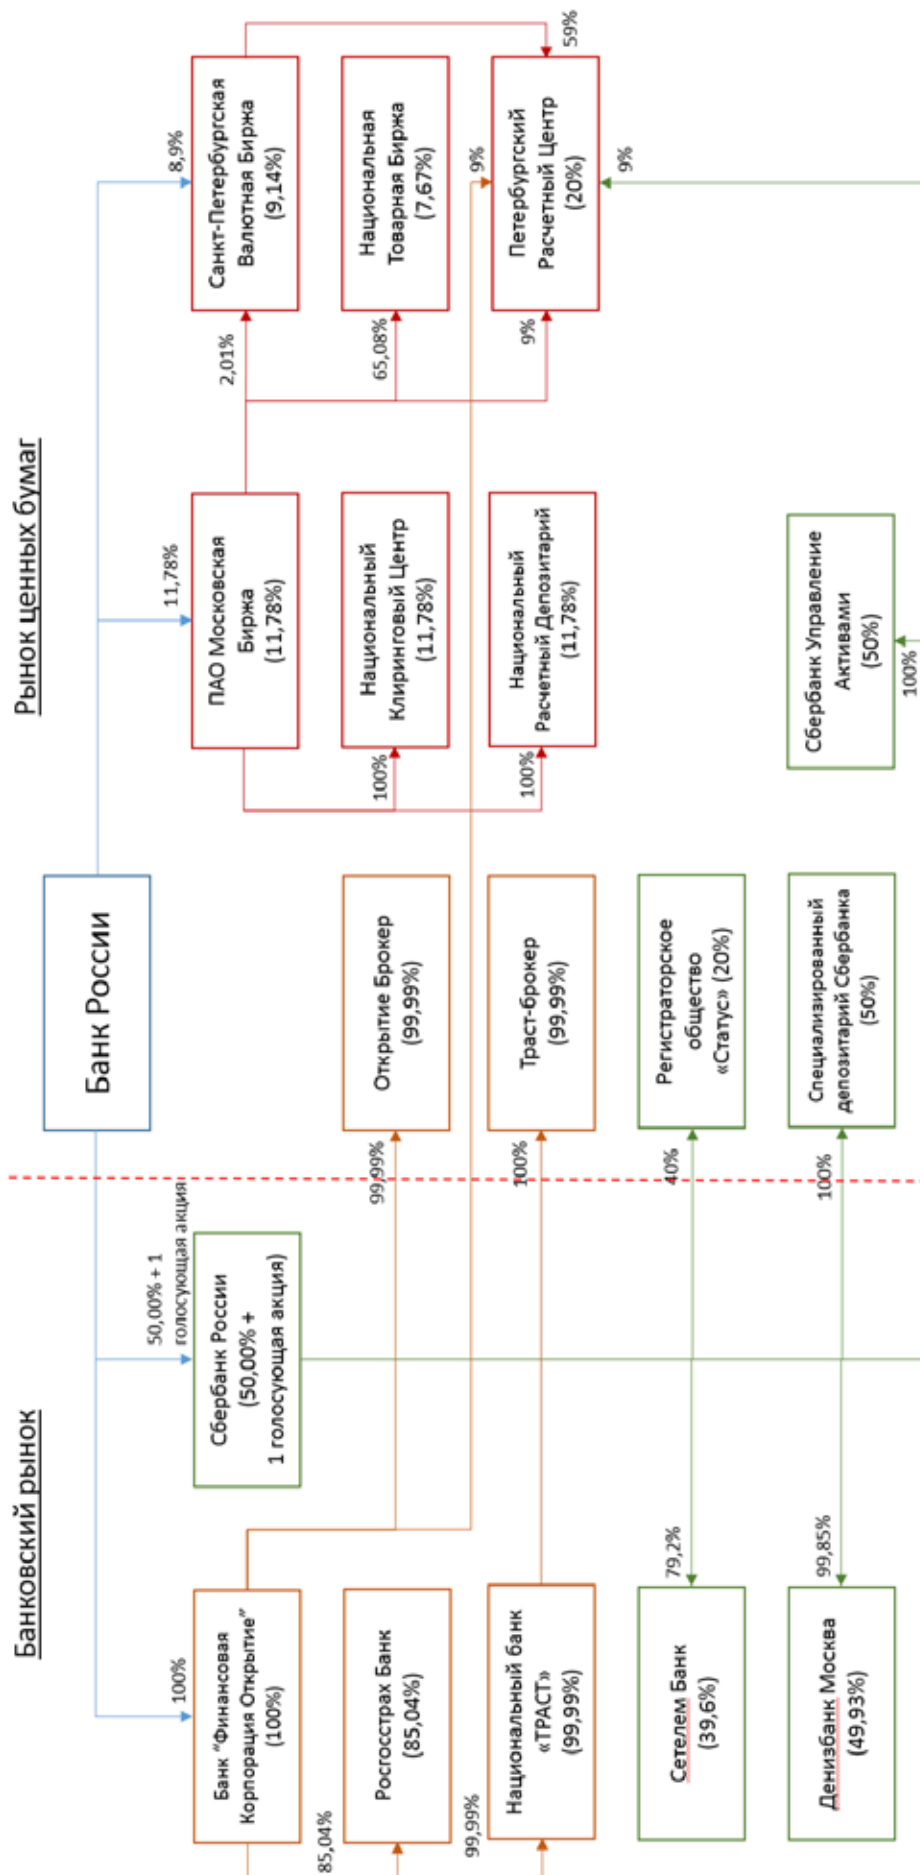 Банковский рынок
Рынок ценных бумаг
Банк России
100%
50,00% + 1
голосующая акция
11,78%
8,9%
Банк “Финансовая
Корпорация Открытие”
(100%)
Сбербанк России
(50,00% +
1 голосующая акция)
ПАО Московская
Биржа
(11,78%)
2,01%
Санкт-Петербургская
Валютная Биржа
(9,14%)
85,04%
Росгосстрах Банк
(85,04%)
99,99%
Открытие Брокер
(99,99%)
100%
Национальный
Клиринговый Центр
(11,78%)
65,08%
Национальная
Товарная Биржа
(7,67%)
99,99%
Национальный банк
«ТРАСТ»
(99,99%)
100%
Траст-брокер
(99,99%)
100%
Национальный
Расчетный Депозитарий
(11,78%)
9%
9%
Петербургский
Расчетный Центр
(20%)
59%
9%
Сетелем Банк
(39,6%)
79,2%
40%
Регистраторское
общество
«Статус» (20%)
Денизбанк Москва
(49,93%)
99,85%
100%
Специализированный
депозитарий Сбербанка
(50%)
Сбербанк Управление
Активами
(50%)
100%